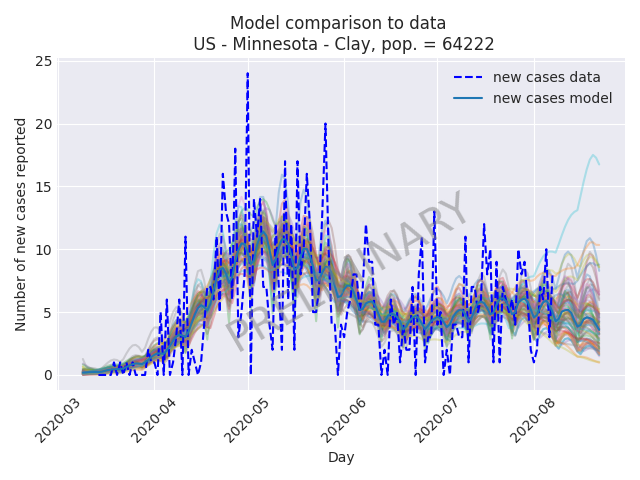 Model comparison to data
US - Minnesota - Clay, pop. = 64222
25
20
15
10
5
0
Number of new cases reported
new cases data
new cases model
PRELIMINARY
2020-03
2020-04
2020-05
2020-06
2020-07
2020-08
Day